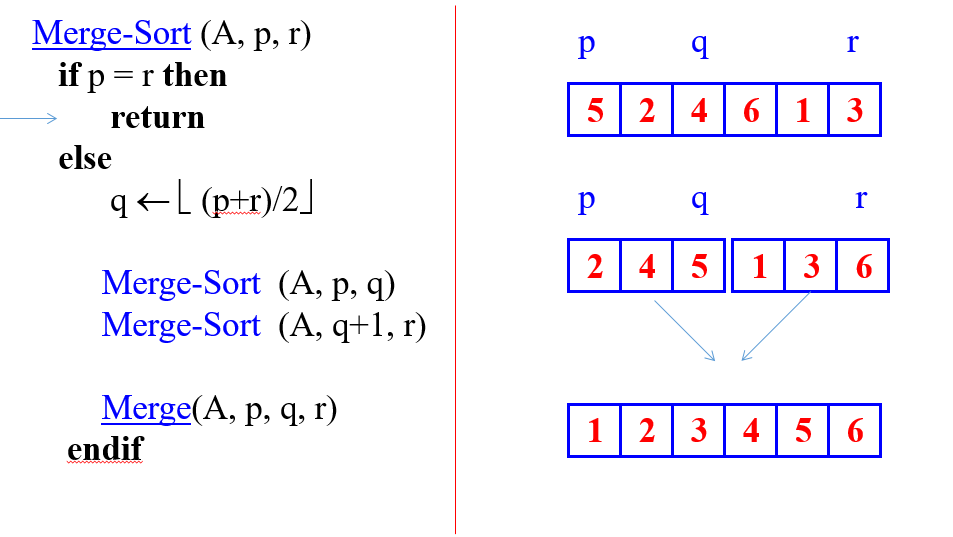 Merge-Sort (A, p, r)
if p = r then
return
else
q ← ⌊ (p+r)/2⌋
Merge-Sort (A, p, q)
Merge-Sort (A, q+1, r)
Merge(A, p, q, r)
endif
p q r
5 2 4 6 1 3
p q r
2 4 5 1 3 6
1 2 3 4 5 6